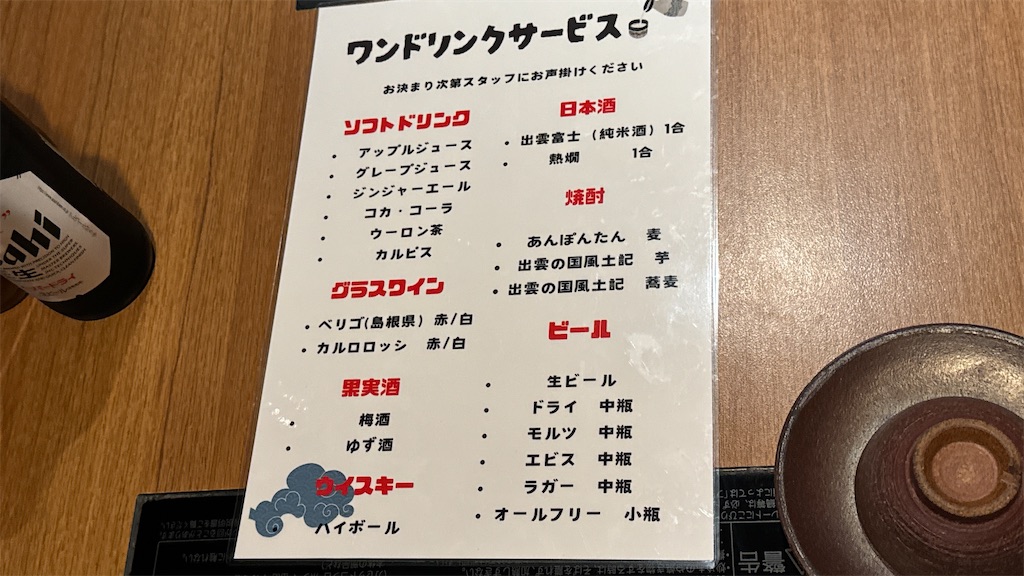 ワンドリンクサービス
お決まり次第スタッフにお声掛けください
ソフトドリンク
・ アップルジュース
・ グレープジュース
・ ジンジャーエール
・ コカ・コーラ
・ ウーロン茶
・ カルピス
グラスワイン
・ベリゴ(島根県) 赤/白
・カルロロッシ 赤/白
果実酒
・ 梅酒
・ ゆず酒
ウイスキー
ハイボール
日本酒
・出雲富士 (純米酒) 1合
・ 熱燗 1合
焼酎
・ あんぽんたん 麦
・ 出雲の国風土記 芋
・出雲の国風土記 蕎麦
ビール
・ 生ビール
・ ドライ 中瓶
・ モルツ 中瓶
・ エビス 中瓶
・ ラガー 中瓶
・オールフリー 小瓶
ahi
生
警告